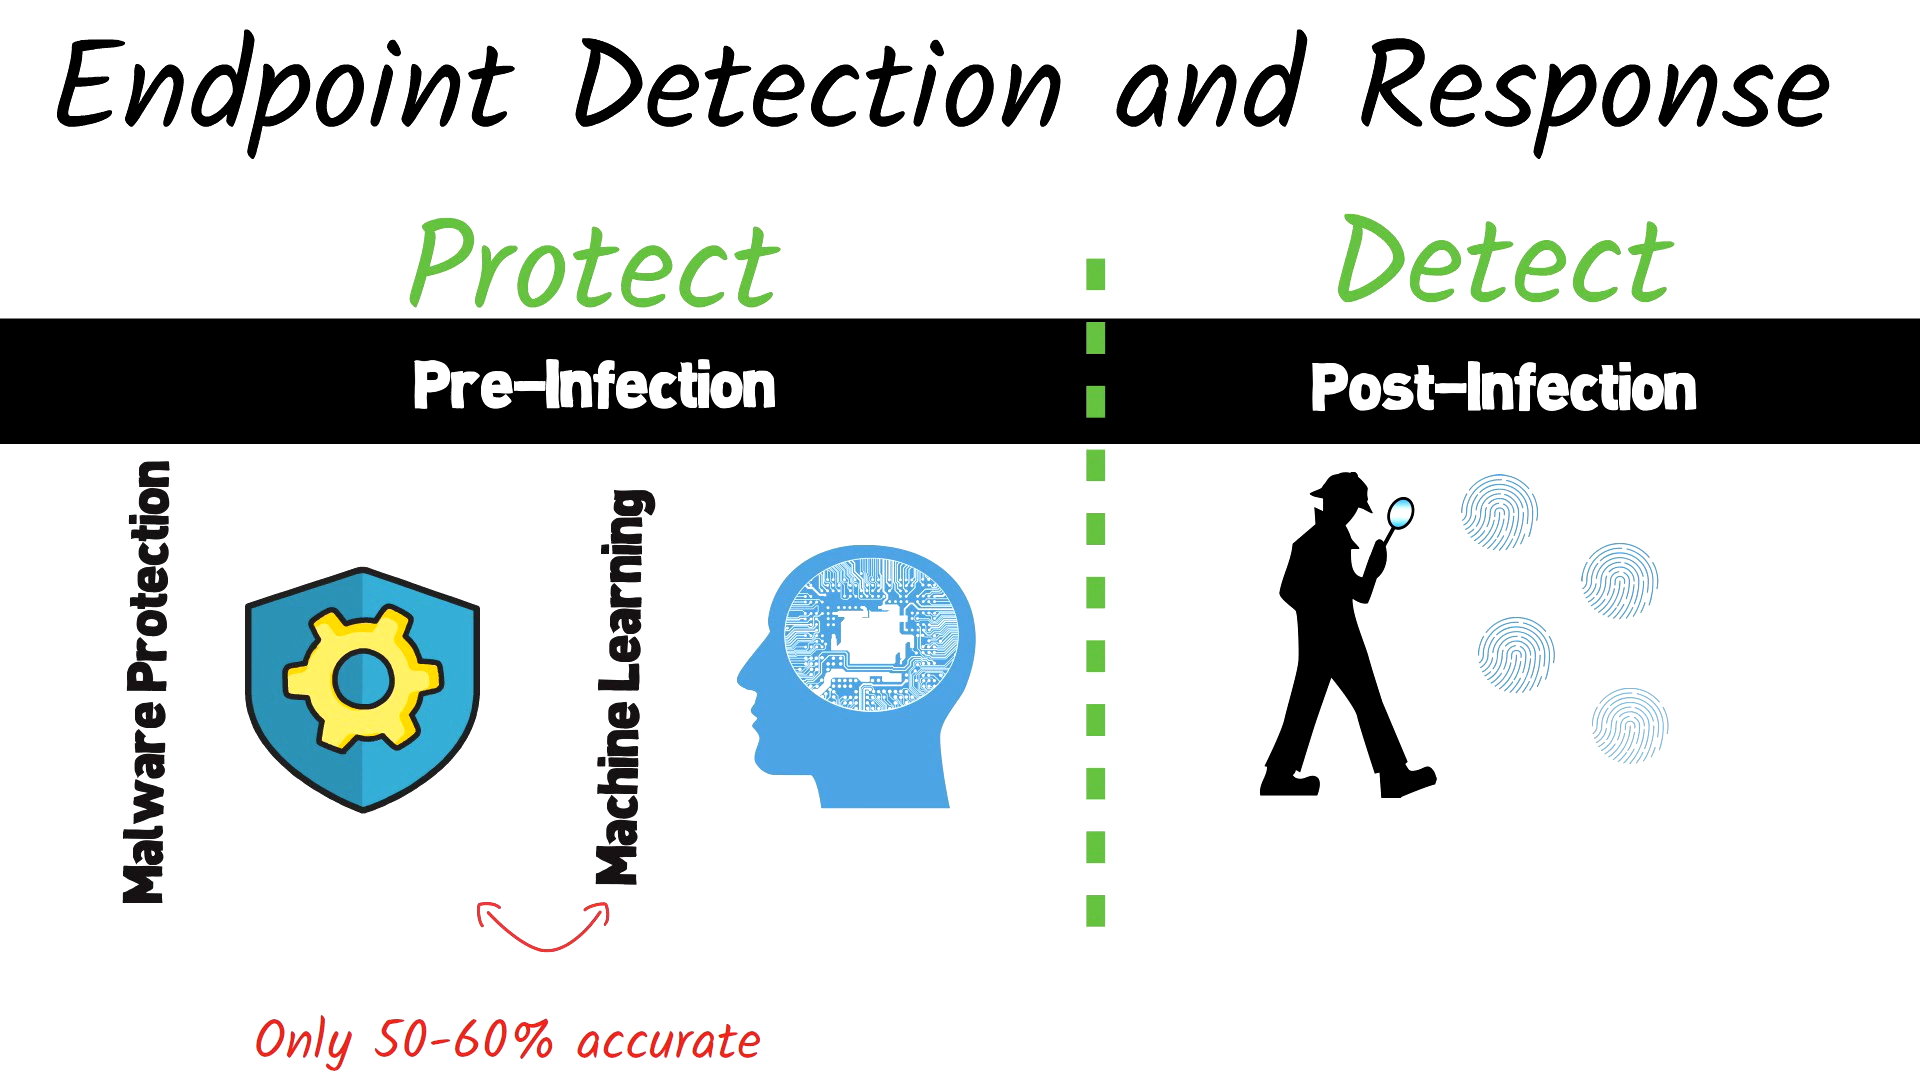 Endpoint Detection and Response
Protect
Detect
Pre-Infection
Post-Infection
Malware Protection
Machine Learning
Only 50-60% accurate